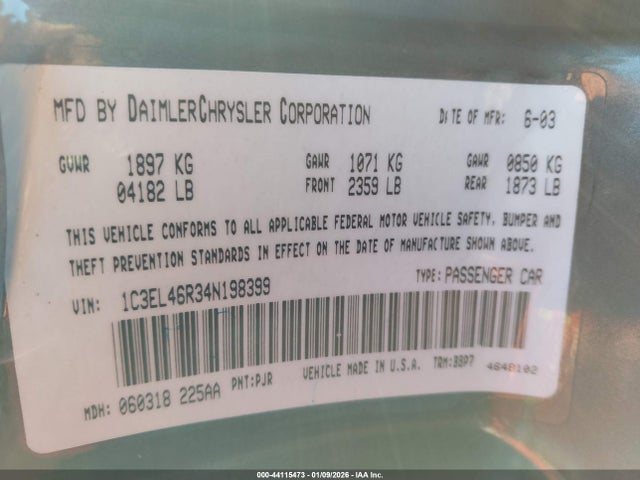 MFD BY DAIMLERCHRYSLER CORPORATION DATE OF MFR: 6-03
GVWR 1897 KG GAWR 1071 KG GAWR 0850 KG
04182 LB FRONT 2359 LB REAR 1873 LB
THIS VEHICLE CONFORMS TO ALL APPLICABLE FEDERAL MOTOR VEHICLE SAFETY, BUMPER AND
THEFT PREVENTION STANDARDS IN EFFECT ON THE DATE OF MANUFACTURE SHOWN ABOVE.
VIN: 1C3EL46R34N198399 TYPE: PASSENGER CAR
MDH: 060318 225AA PNT:PJR VEHICLE MADE IN U.S.A. TRM:BBP7 4648102
000-44115473 - 01/09/2026 - IAA Inc.